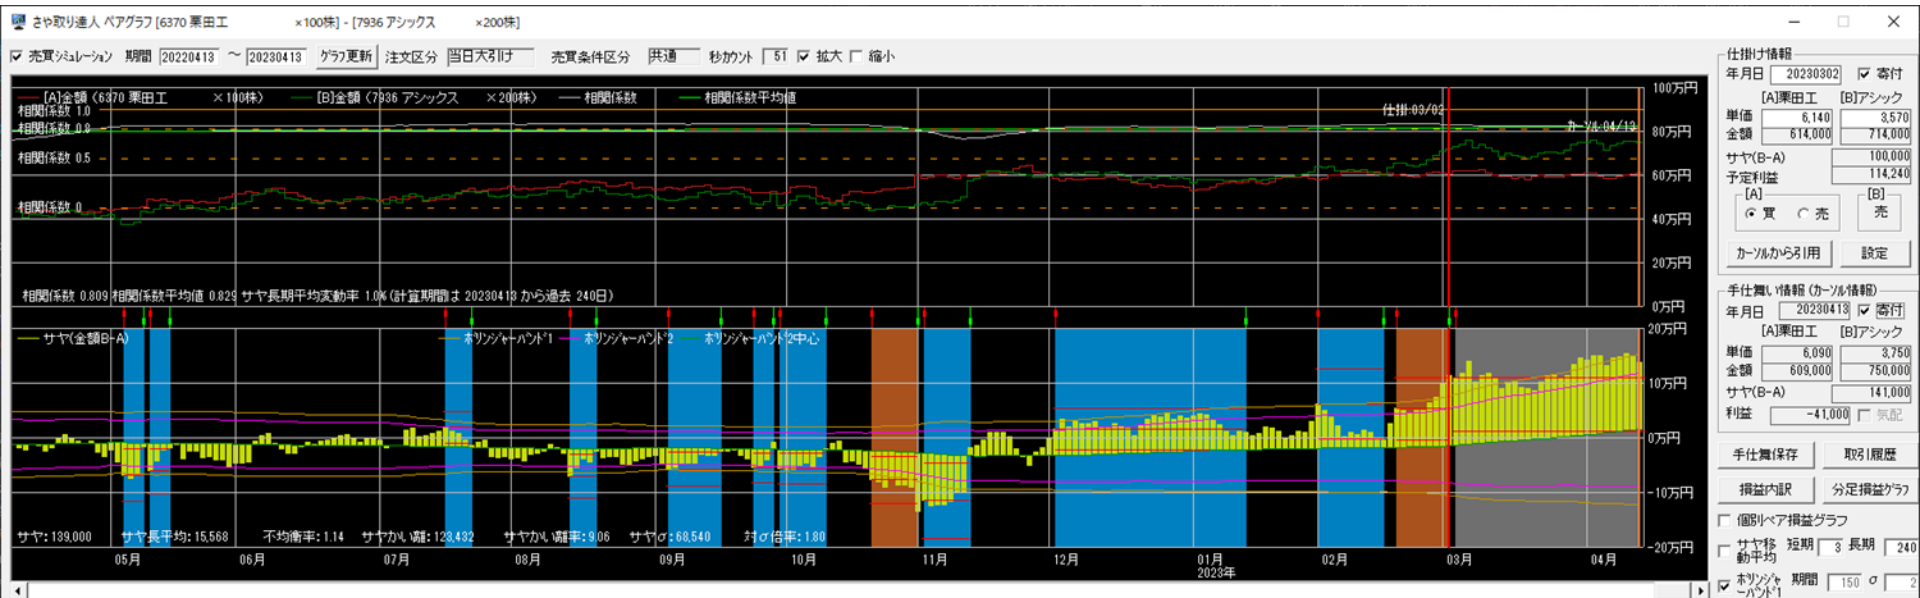 さや取り達人 ペアグラフ [6370 栗田工 ×100株] - [7936 アシックス ×200株]
売買シミュレーション 期間 20220413 ～ 20230413 グラフ更新 注文区分 当日大引け 売買条件区分 共通 秒カウント 51 拡大 縮小
[A]金額（6370 栗田工 ×100株） [B]金額（7936 アシックス ×200株） 相関係数 相関係数平均値
相関係数 1.0
相関係数 0.8
相関係数 0.5
相関係数 0
仕掛:03/02
カーソル:04/13
100万円
80万円
60万円
40万円
20万円
0万円
相関係数 0.809 相関係数平均値 0.829 サヤ長期平均変動率 1.0%(計算期間は 20230413 から過去 240日)
サヤ(金額B-A) ボリンジャーバンド1 ボリンジャーバンド2 ボリンジャーバンド2中心
20万円
10万円
0万円
-10万円
-20万円
サヤ: 139,000 サヤ長平均: 15,568 不均衡率: 1.14 サヤかい離: 123,432 サヤかい離率: 9.06 サヤσ: 68,540 対σ倍率: 1.80
05月 06月 07月 08月 09月 10月 11月 12月 01月 02月 03月 04月
2023年
仕掛け情報
年月日 20230302 寄付
[A]栗田工 [B]アシック
単価 6,140 3,570
金額 614,000 714,000
サヤ(B-A) 100,000
予定利益 114,240
[A] [B]
買 売 売
カーソルから引用 設定
手仕舞い情報 (カーソル情報)
年月日 20230413 寄付
[A]栗田工 [B]アシック
単価 6,090 3,750
金額 609,000 750,000
サヤ(B-A) 141,000
利益 -41,000 気配
手仕舞保存 取引履歴
損益内訳 分足損益グラフ
個別ペア損益グラフ
サヤ移動平均 短期 3 長期 240
ボリンジャーバンド1 期間 150 σ 2